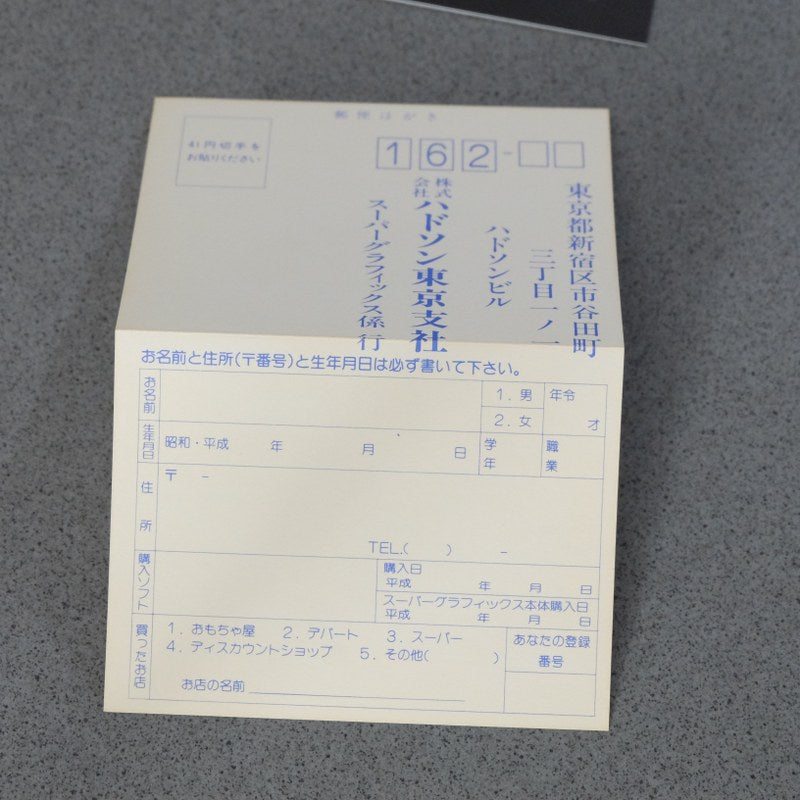 郵便はがき
41円切手を
お貼りください
162-
東京都新宿区市谷田町
三丁目一ノ一
ハドソンビル
株式会社ハドソン東京支社
スーパーグラフィックス係 行
お名前と住所(〒番号)と生年月日は必ず書いて下さい。
お名前
1. 男
2. 女
年令
才
生年月日
昭和・平成 年 月 日
学年
職業
住所
〒 -
TEL.( ) -
購入ソフト
購入日
平成 年 月 日
スーパーグラフィックス本体購入日
平成 年 月 日
買ったお店
1. おもちゃ屋 2. デパート 3. スーパー
4. ディスカウントショップ 5. その他( )
お店の名前
あなたの登録
番号